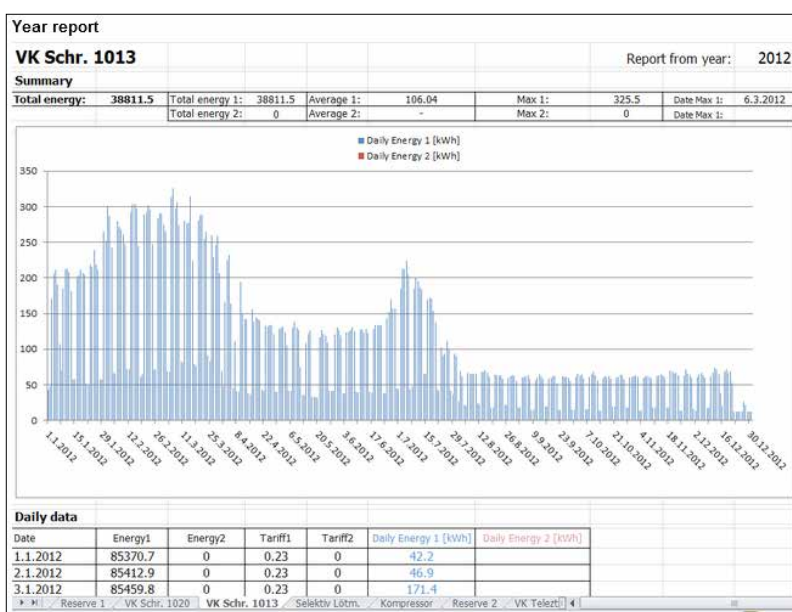 Year report
VK Schr. 1013 Report from year: 2012
Summary
Total energy: 38811.5 Total energy 1: 38811.5 Average 1: 106.04 Max 1: 325.5 Date Max 1: 6.3.2012
Total energy 2: 0 Average 2: - Max 2: 0 Date Max 1:
Daily Energy 1 [kWh]
Daily Energy 2 [kWh]
350
300
250
200
150
100
50
0
1.1.2012 15.1.2012 29.1.2012 12.2.2012 26.2.2012 11.3.2012 25.3.2012 8.4.2012 22.4.2012 6.5.2012 20.5.2012 3.6.2012 17.6.2012 1.7.2012 15.7.2012 29.7.2012 12.8.2012 26.8.2012 9.9.2012 23.9.2012 7.10.2012 21.10.2012 4.11.2012 18.11.2012 2.12.2012 16.12.2012 30.12.2012
Daily data
Date Energy1 Energy2 Tariff1 Tariff2 Daily Energy 1 [kWh] Daily Energy 2 [kWh]
1.1.2012 85370.7 0 0.23 0 42.2
2.1.2012 85412.9 0 0.23 0 46.9
3.1.2012 85459.8 0 0.23 0 171.4
Reserve 1 VK Schr. 1020 VK Schr. 1013 Selektiv Lötm. Kompressor Reserve 2